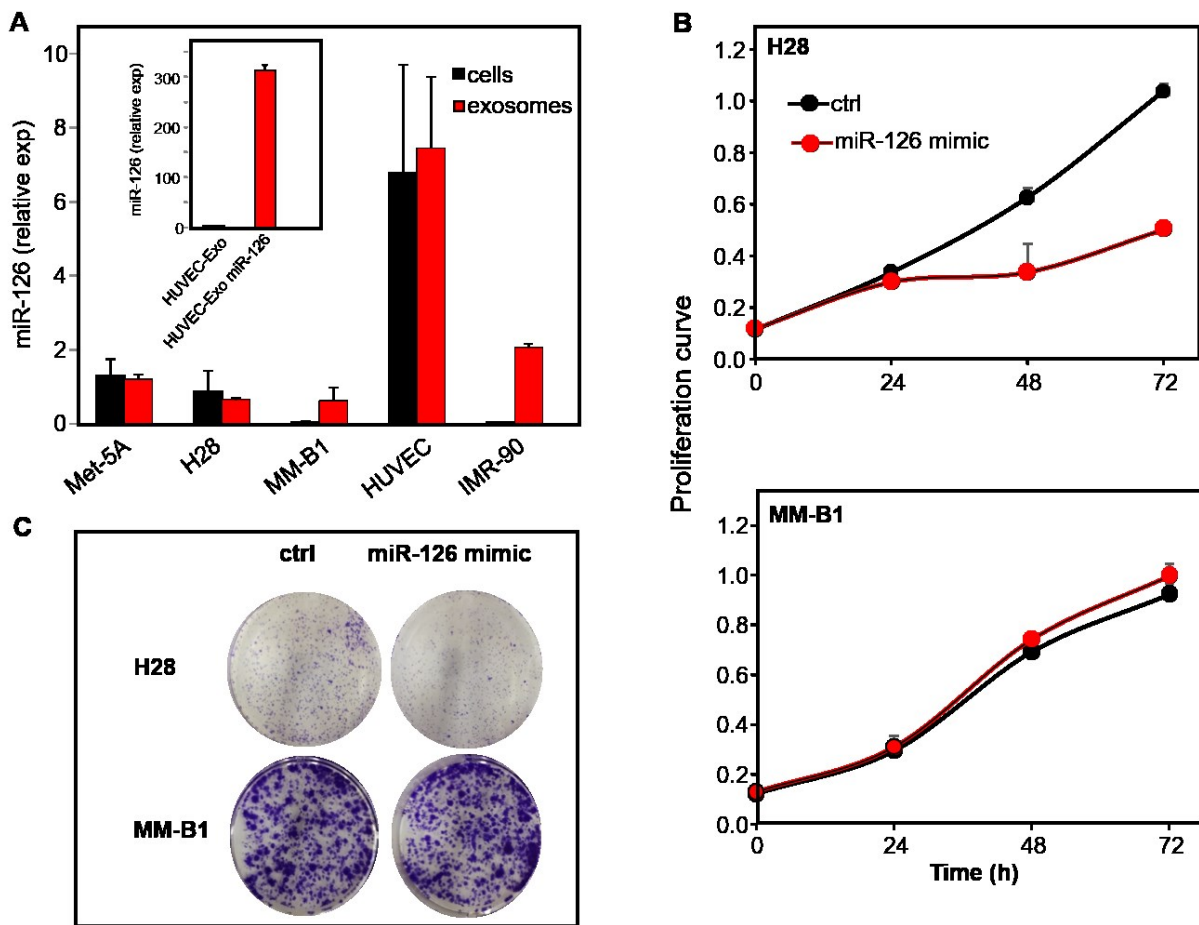 A
10
8
6
4
2
0
miR-126 (relative exp)
300
200
100
0
miR-126 (relative exp)
HUVEC-Exo
HUVEC-Exo miR-126
cells
exosomes
Met-5A
H28
MM-B1
HUVEC
IMR-90
B
H28
1.2
1.0
0.8
0.6
0.4
0.2
0.0
ctrl
miR-126 mimic
0 24 48 72
Proliferation curve
MM-B1
1.2
1.0
0.8
0.6
0.4
0.2
0.0
0 24 48 72
Time (h)
C
ctrl miR-126 mimic
H28
MM-B1